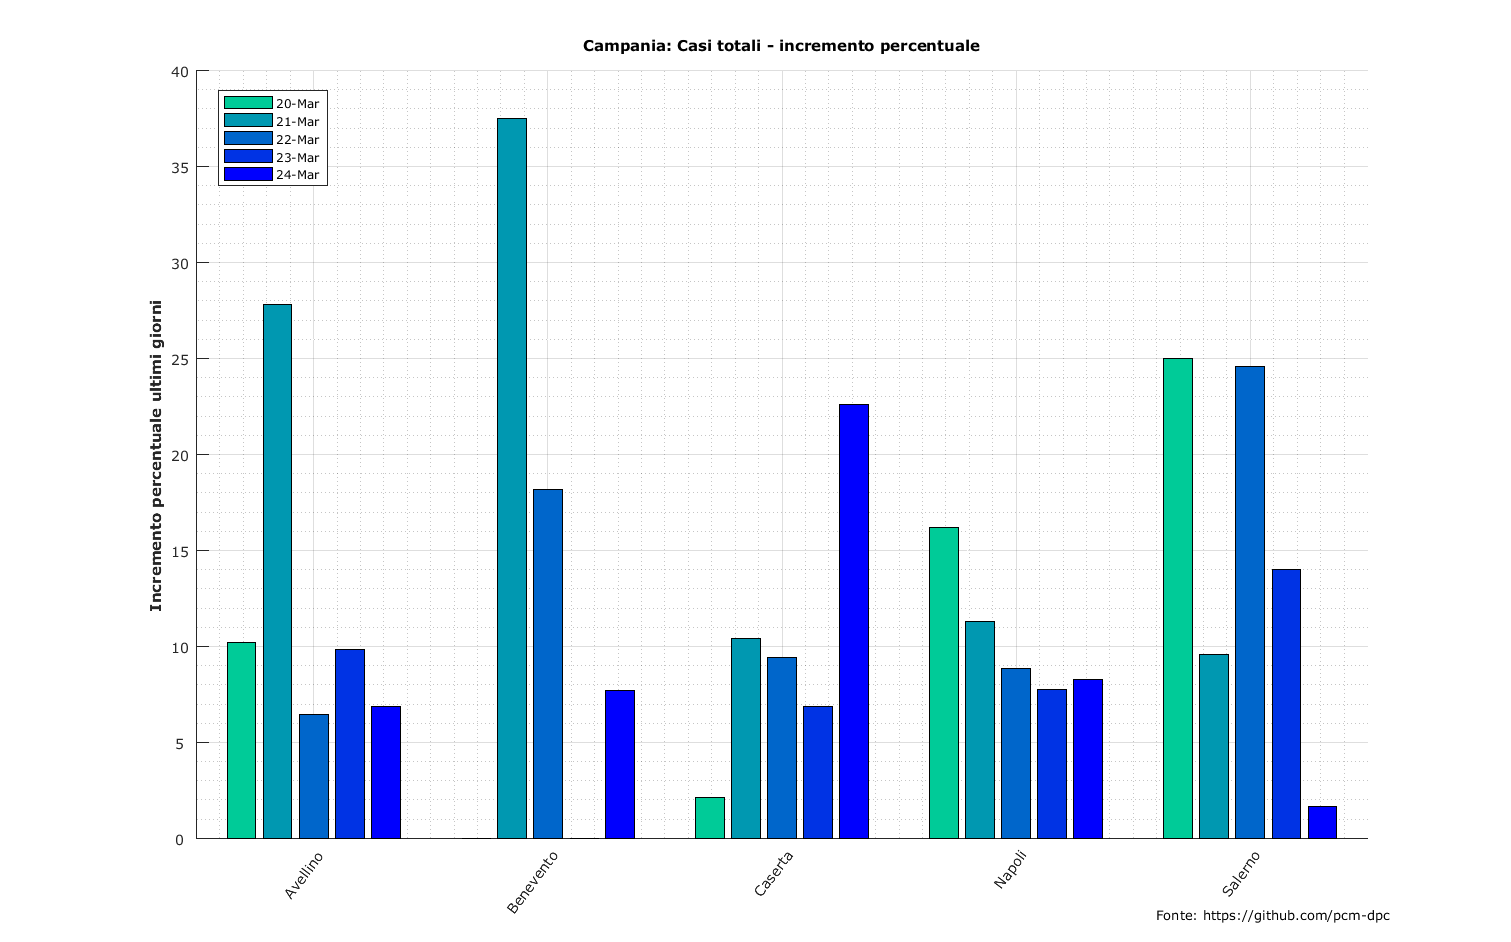 Campania: Casi totali - incremento percentuale
40
35
30
25
20
15
10
5
0
Incremento percentuale ultimi giorni
20-Mar
21-Mar
22-Mar
23-Mar
24-Mar
Avellino
Benevento
Caserta
Napoli
Salerno
Fonte: https://github.com/pcm-dpc